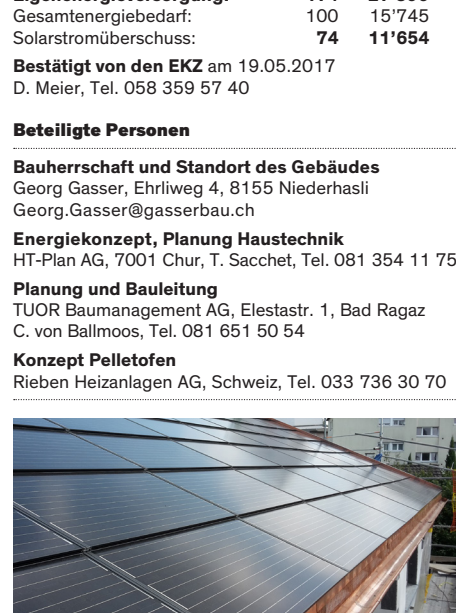 Gesamtenergiebedarf: 100 15’745
Solarstromüberschuss: 74 11’654
Bestätigt von den EKZ am 19.05.2017
D. Meier, Tel. 058 359 57 40
Beteiligte Personen
Bauherrschaft und Standort des Gebäudes
Georg Gasser, Ehrliweg 4, 8155 Niederhasli
Georg.Gasser@gasserbau.ch
Energiekonzept, Planung Haustechnik
HT-Plan AG, 7001 Chur, T. Sacchet, Tel. 081 354 11 75
Planung und Bauleitung
TUOR Baumanagement AG, Elestastr. 1, Bad Ragaz
C. von Ballmoos, Tel. 081 651 50 54
Konzept Pelletofen
Rieben Heizanlagen AG, Schweiz, Tel. 033 736 30 70